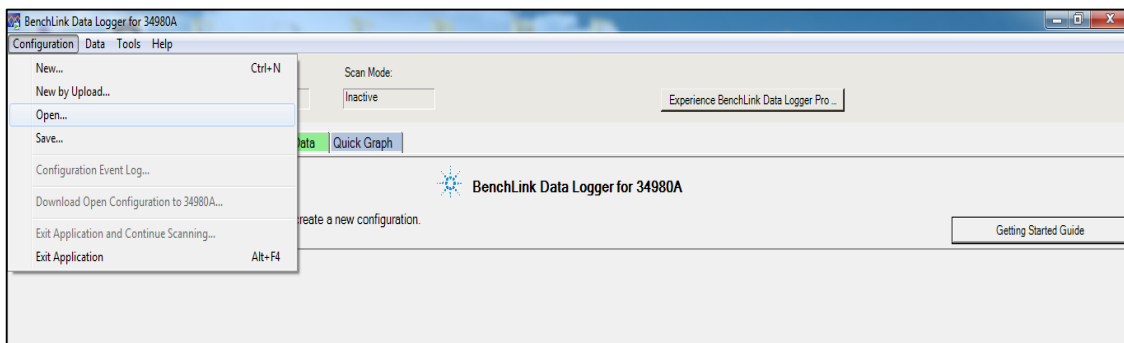 BenchLink Data Logger for 34980A
Configuration Data Tools Help
New... Ctrl+N
New by Upload...
Open...
Save...
Configuration Event Log...
Download Open Configuration to 34980A...
Exit Application and Continue Scanning...
Exit Application Alt+F4
Scan Mode:
Inactive
Experience BenchLink Data Logger Pro ...
Data Quick Graph
BenchLink Data Logger for 34980A
create a new configuration.
Getting Started Guide